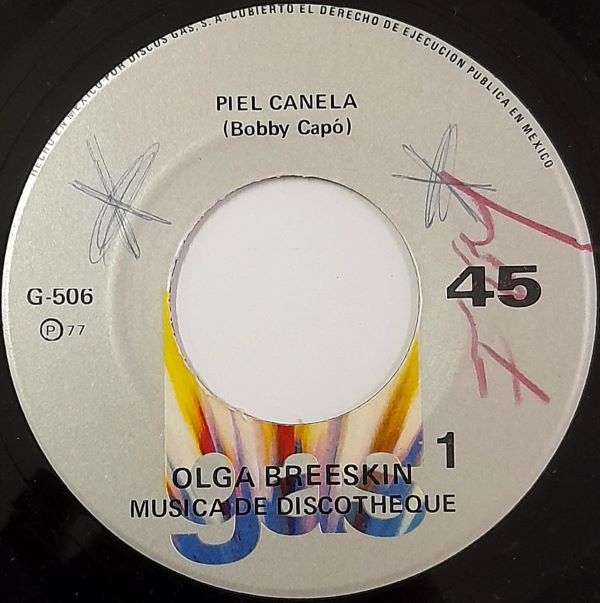 HECHO EN MEXICO POR DISCOS GAS, S. A. CUBIERTO EL DERECHO DE EJECUCION PUBLICA EN MEXICO
PIEL CANELA
(Bobby Capó)
G-506
45
Ⓟ 77
1
OLGA BREESKIN
MUSICA DE DISCOTHEQUE
gas